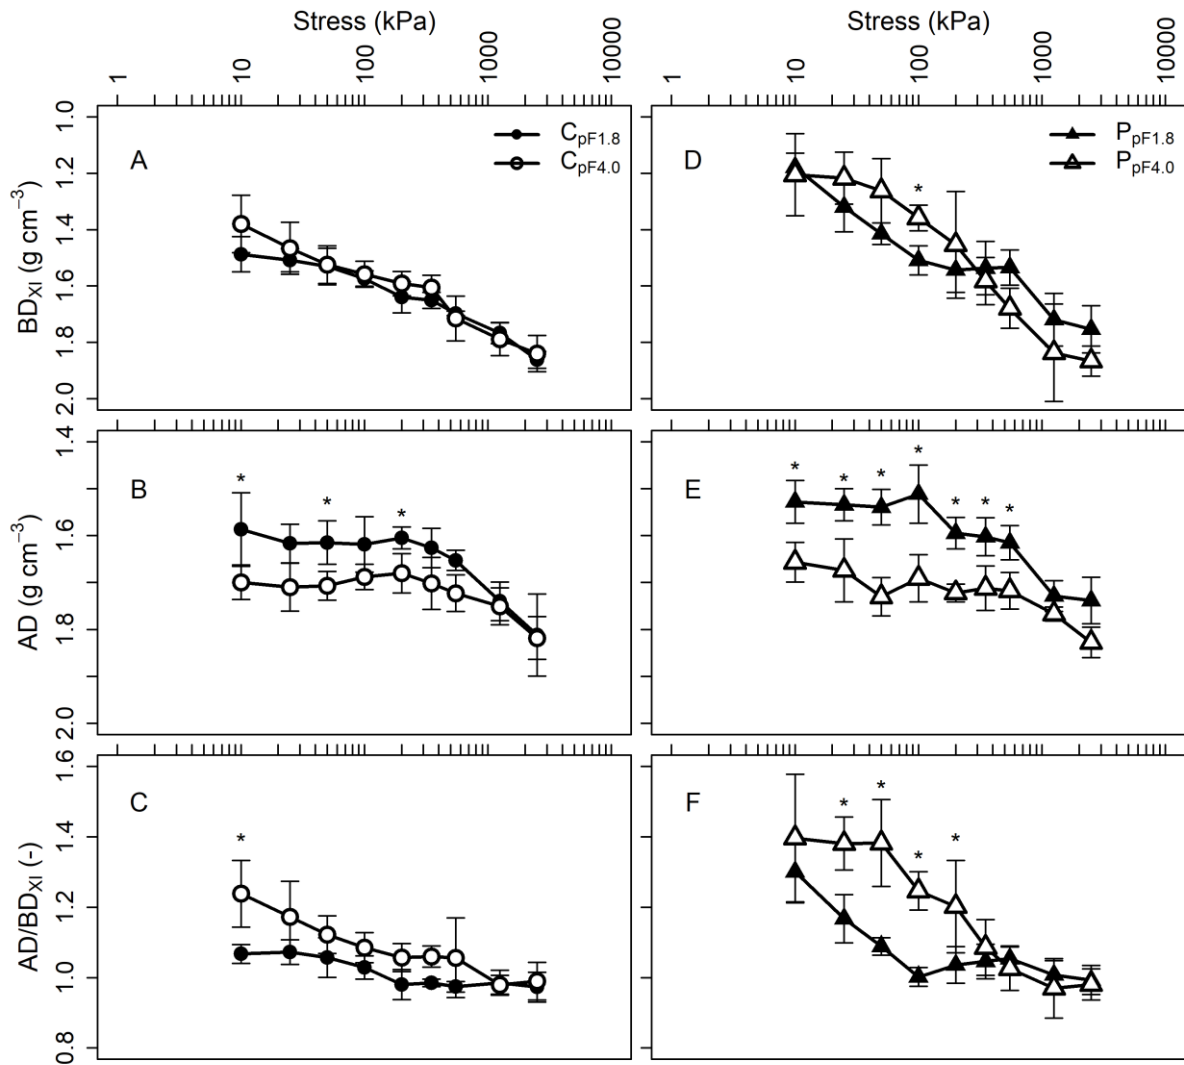 Stress (kPa) Stress (kPa)
1 10 100 1000 10000 1 10 100 1000 10000
BD_XI (g cm⁻³)
1.0 1.2 1.4 1.6 1.8 2.0
A
C_pF1.8
C_pF4.0
D
*
P_pF1.8
P_pF4.0
AD (g cm⁻³)
1.4 1.6 1.8 2.0
B
* * *
E
* * * * * * *
AD/BD_XI (-)
0.8 1.0 1.2 1.4 1.6
C
*
F
* * * *